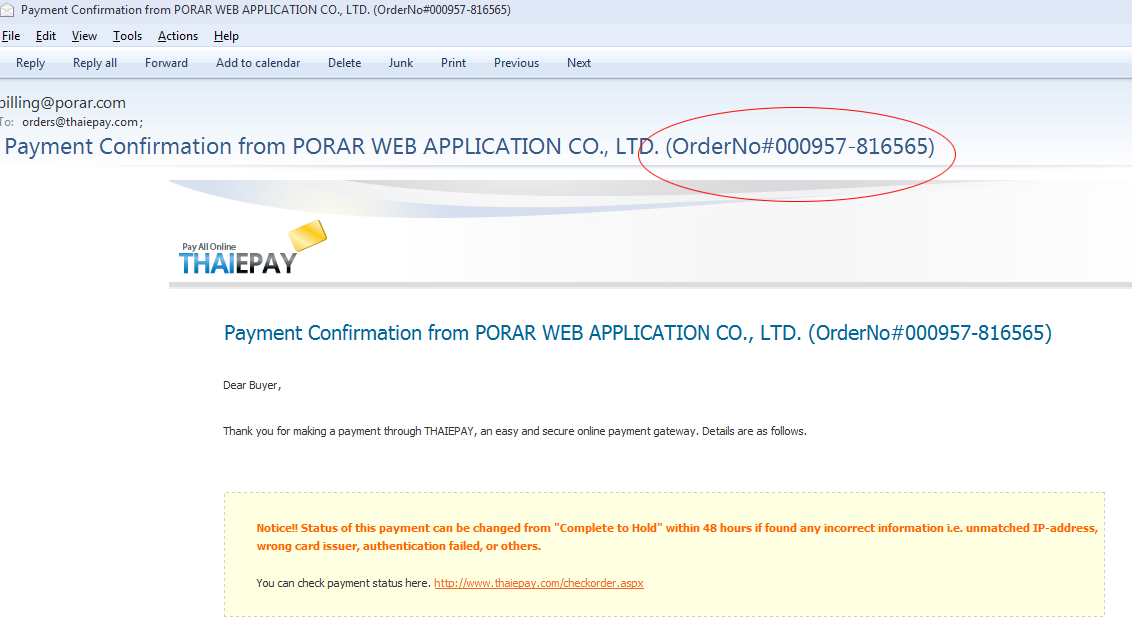 Payment Confirmation from PORAR WEB APPLICATION CO., LTD. (OrderNo#000957-816565)
File Edit View Tools Actions Help
Reply Reply all Forward Add to calendar Delete Junk Print Previous Next
billing@porar.com
To: orders@thaiepay.com;
Payment Confirmation from PORAR WEB APPLICATION CO., LTD. (OrderNo#000957-816565)
Pay All Online
THAIEPAY
Payment Confirmation from PORAR WEB APPLICATION CO., LTD. (OrderNo#000957-816565)
Dear Buyer,
Thank you for making a payment through THAIEPAY, an easy and secure online payment gateway. Details are as follows.
Notice!! Status of this payment can be changed from "Complete to Hold" within 48 hours if found any incorrect information i.e. unmatched IP-address,
wrong card issuer, authentication failed, or others.
You can check payment status here. http://www.thaiepay.com/checkorder.aspx